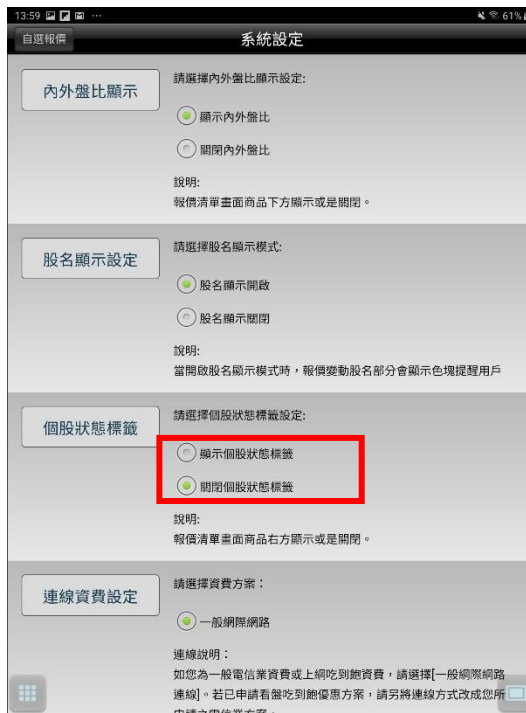 13:59
61%
自選報價
系統設定
內外盤比顯示
請選擇內外盤比顯示設定:
顯示內外盤比
關閉內外盤比
說明:
報價清單畫面商品下方顯示或是關閉。
股名顯示設定
請選擇股名顯示模式:
股名顯示開啟
股名顯示關閉
說明:
當開啟股名顯示模式時，報價變動股名部分會顯示色塊提醒用戶
個股狀態標籤
請選擇個股狀態標籤設定:
顯示個股狀態標籤
關閉個股狀態標籤
說明:
報價清單畫面商品右方顯示或是關閉。
連線資費設定
請選擇資費方案：
一般網際網路
連線說明：
如您為一般電信業資費或上網吃到飽資費，請選擇[一般網際網路
連線]。若已申請看盤吃到飽優惠方案，請另將連線方式改成您所
申請之電信業方案。